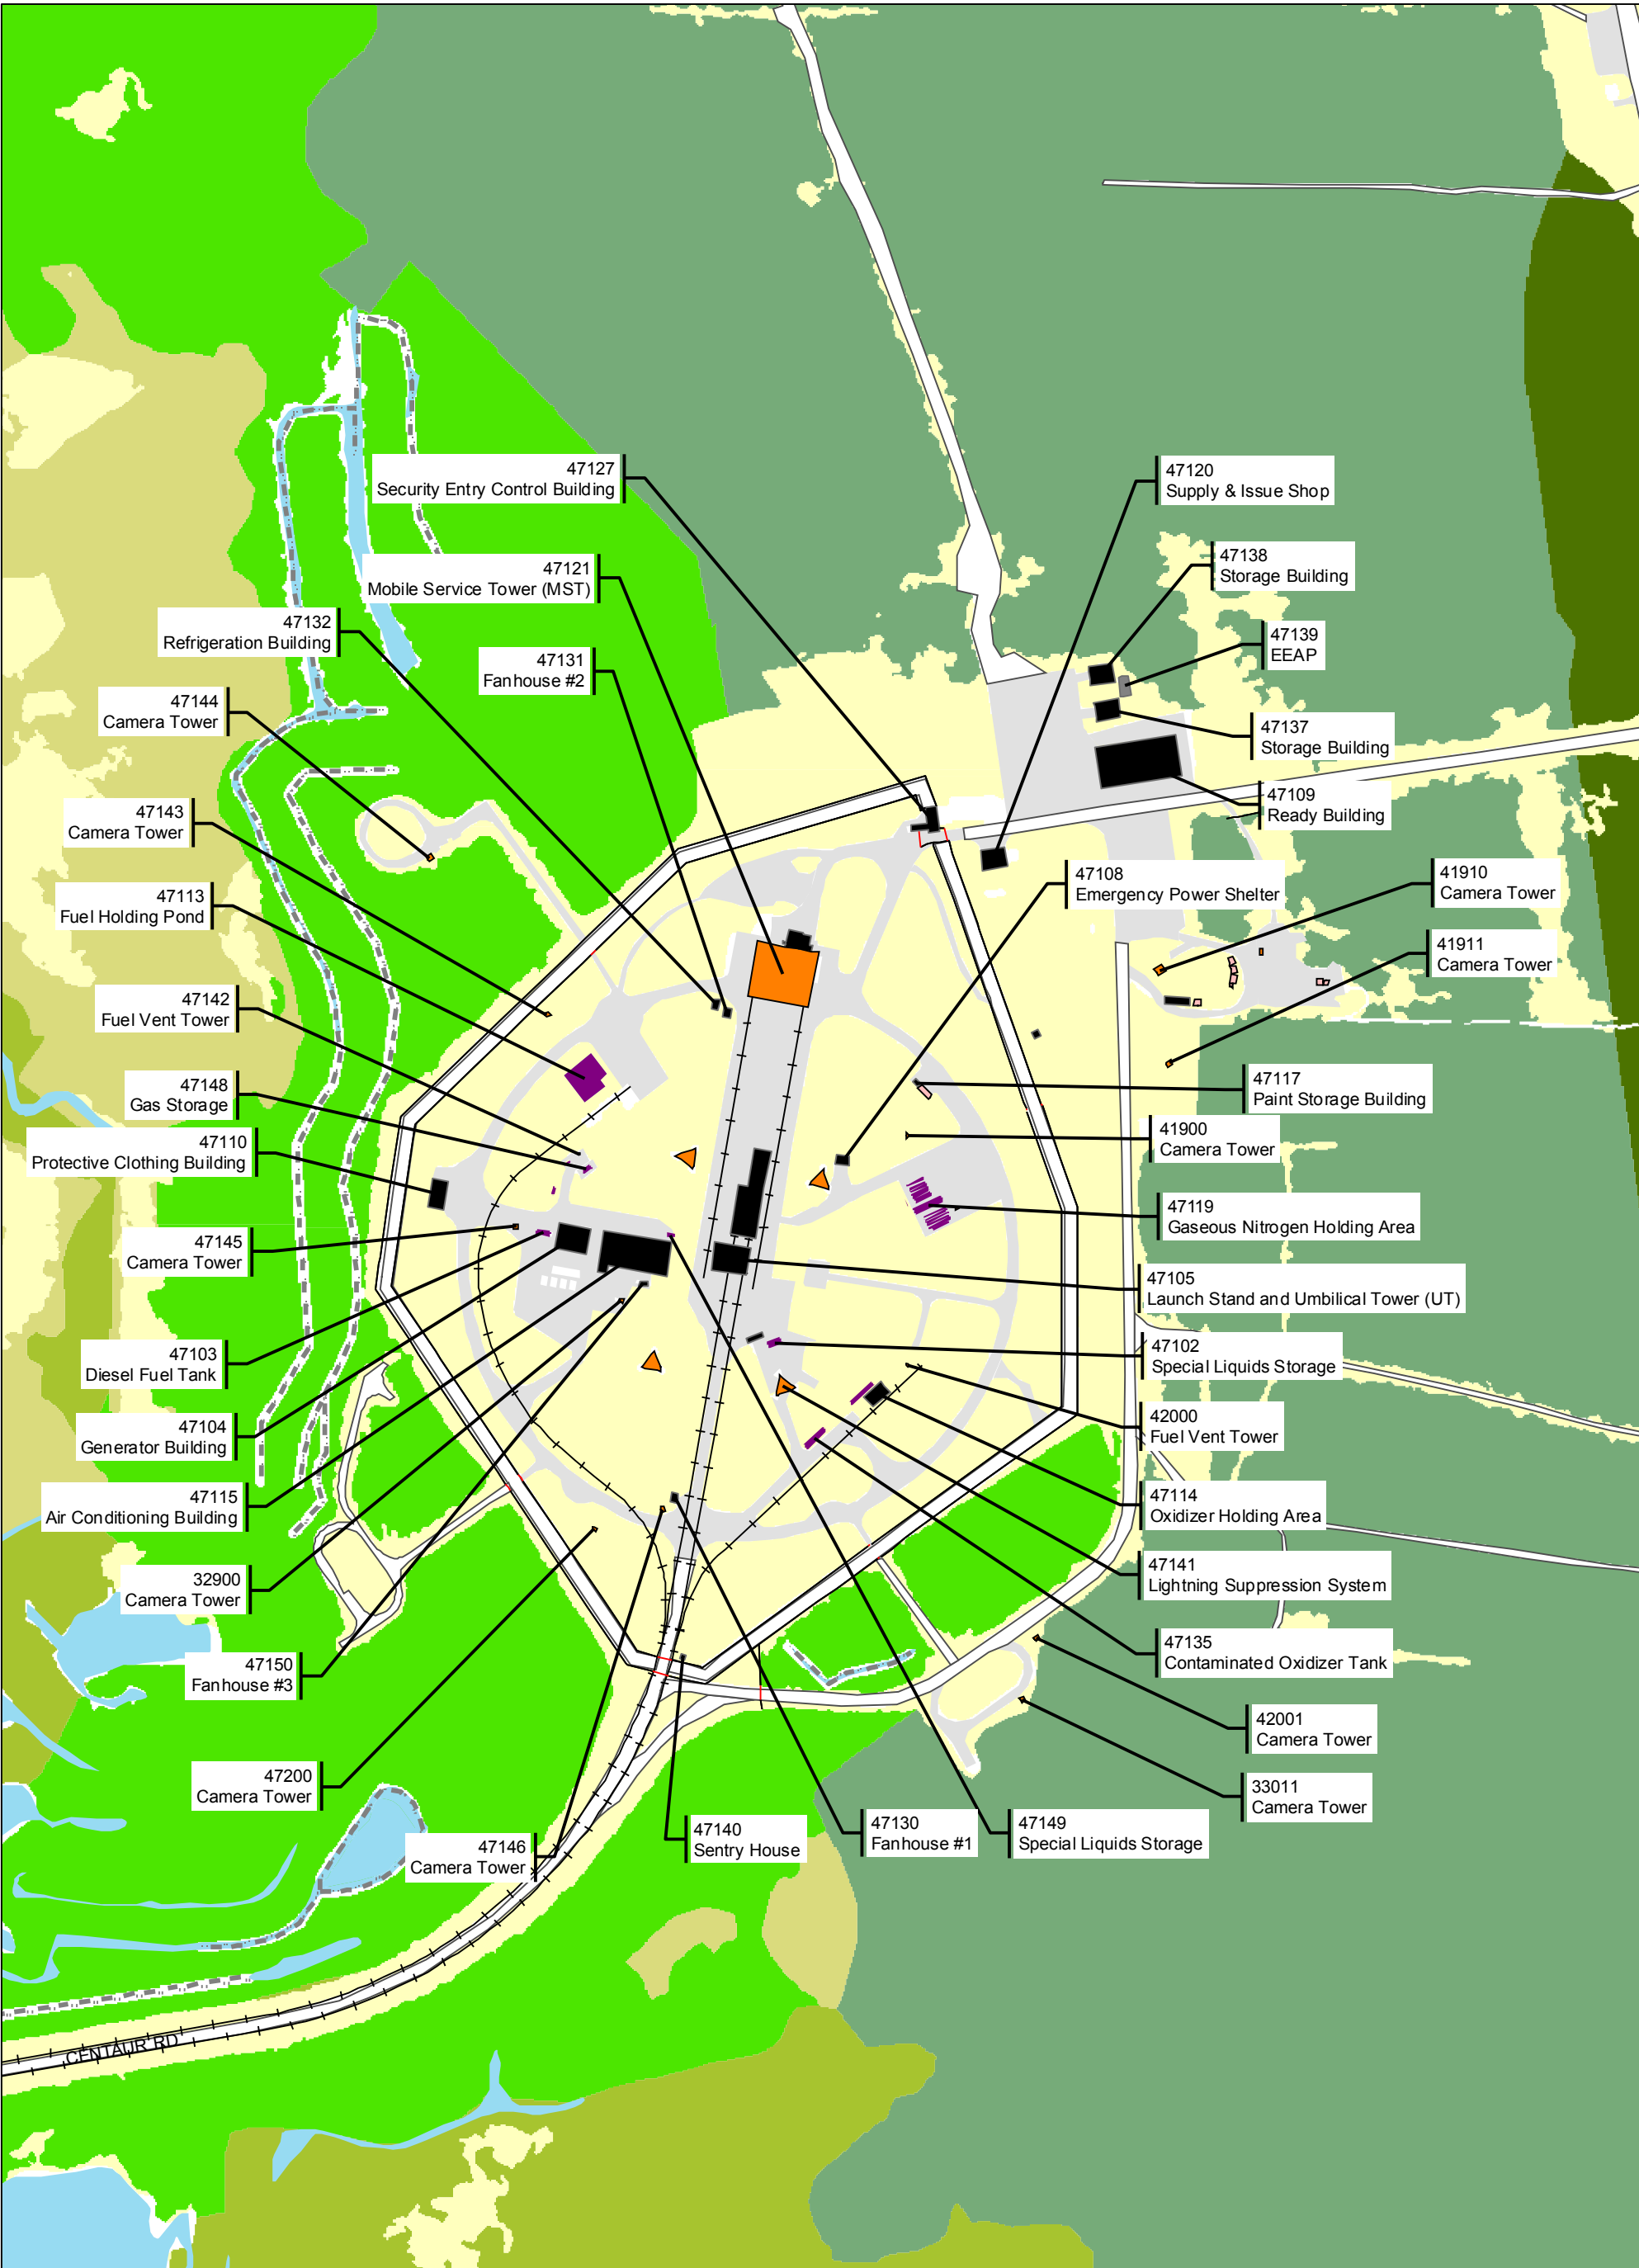 47127
Security Entry Control Building
47120
Supply & Issue Shop
47138
Storage Building
47121
Mobile Service Tower (MST)
47132
Refrigeration Building
47139
EEAP
47131
Fanhouse #2
47144
Camera Tower
47137
Storage Building
47109
Ready Building
47143
Camera Tower
47108
Emergency Power Shelter
41910
Camera Tower
47113
Fuel Holding Pond
41911
Camera Tower
47142
Fuel Vent Tower
47148
Gas Storage
47117
Paint Storage Building
47110
Protective Clothing Building
41900
Camera Tower
47119
Gaseous Nitrogen Holding Area
47145
Camera Tower
47105
Launch Stand and Umbilical Tower (UT)
47103
Diesel Fuel Tank
47102
Special Liquids Storage
47104
Generator Building
42000
Fuel Vent Tower
47115
Air Conditioning Building
47114
Oxidizer Holding Area
32900
Camera Tower
47141
Lightning Suppression System
47150
Fanhouse #3
47135
Contaminated Oxidizer Tank
42001
Camera Tower
47200
Camera Tower
33011
Camera Tower
47146
Camera Tower
47140
Sentry House
47130
Fanhouse #1
47149
Special Liquids Storage
CENTAUR RD